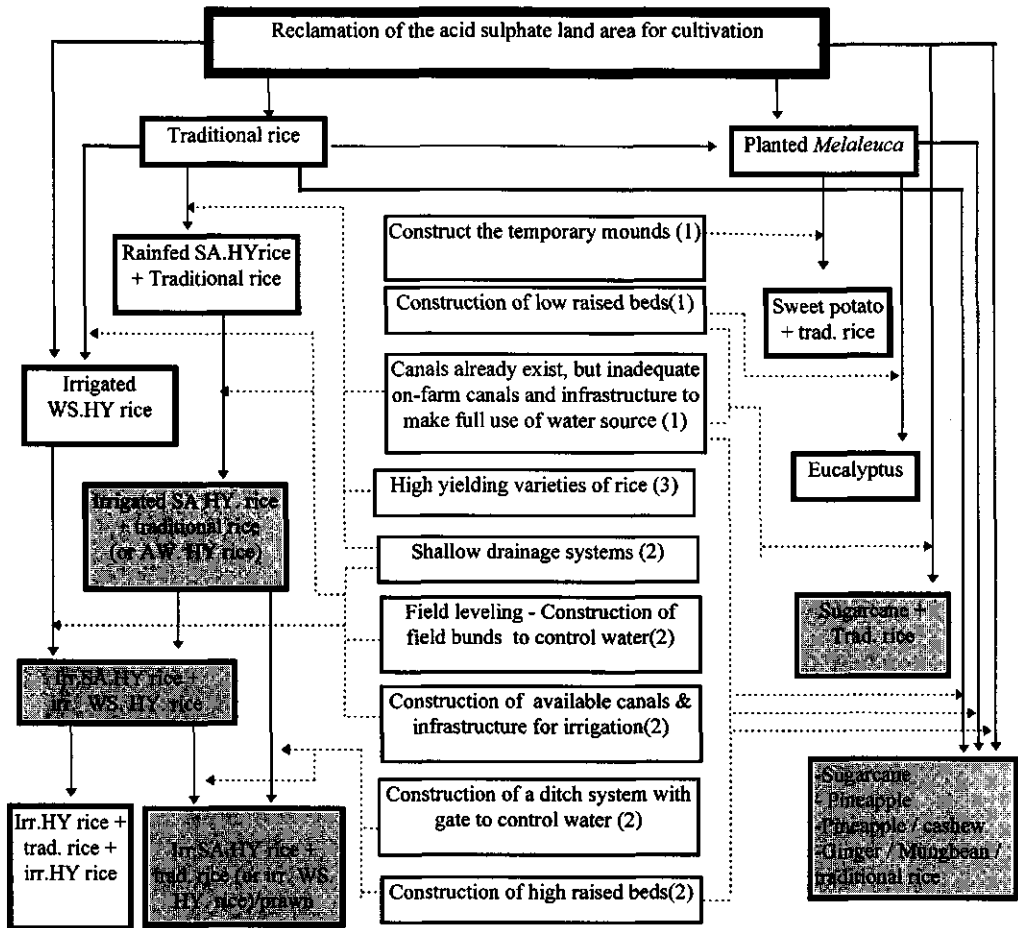 Reclamation of the acid sulphate land area for cultivation
Traditional rice
Planted Melaleuca
Construct the temporary mounds (1)
Rainfed SA.HYrice
+ Traditional rice
Construction of low raised beds(1)
Sweet potato
+ trad. rice
Canals already exist, but inadequate
on-farm canals and infrastructure to
make full use of water source (1)
Irrigated
WS.HY rice
Eucalyptus
High yielding varieties of rice (3)
Irrigated SA.HY. rice
+ traditional rice
(or AW. HY rice)
Shallow drainage systems (2)
Field leveling - Construction of
field bunds to control water(2)
Sugarcane +
Trad. rice
Irr.SA.HY rice +
irr. WS. HY. rice
Construction of available canals &
infrastructure for irrigation(2)
Construction of a ditch system with
gate to control water (2)
-Sugarcane
- Pineapple
-Pineapple / cashew
-Ginger / Mungbean /
traditional rice
Irr.HY rice +
trad. rice +
irr.HY rice
Irr.SA.HY rice +
trad. rice (or irr. WS.
HY. rice)/prawn
Construction of high raised beds(2)